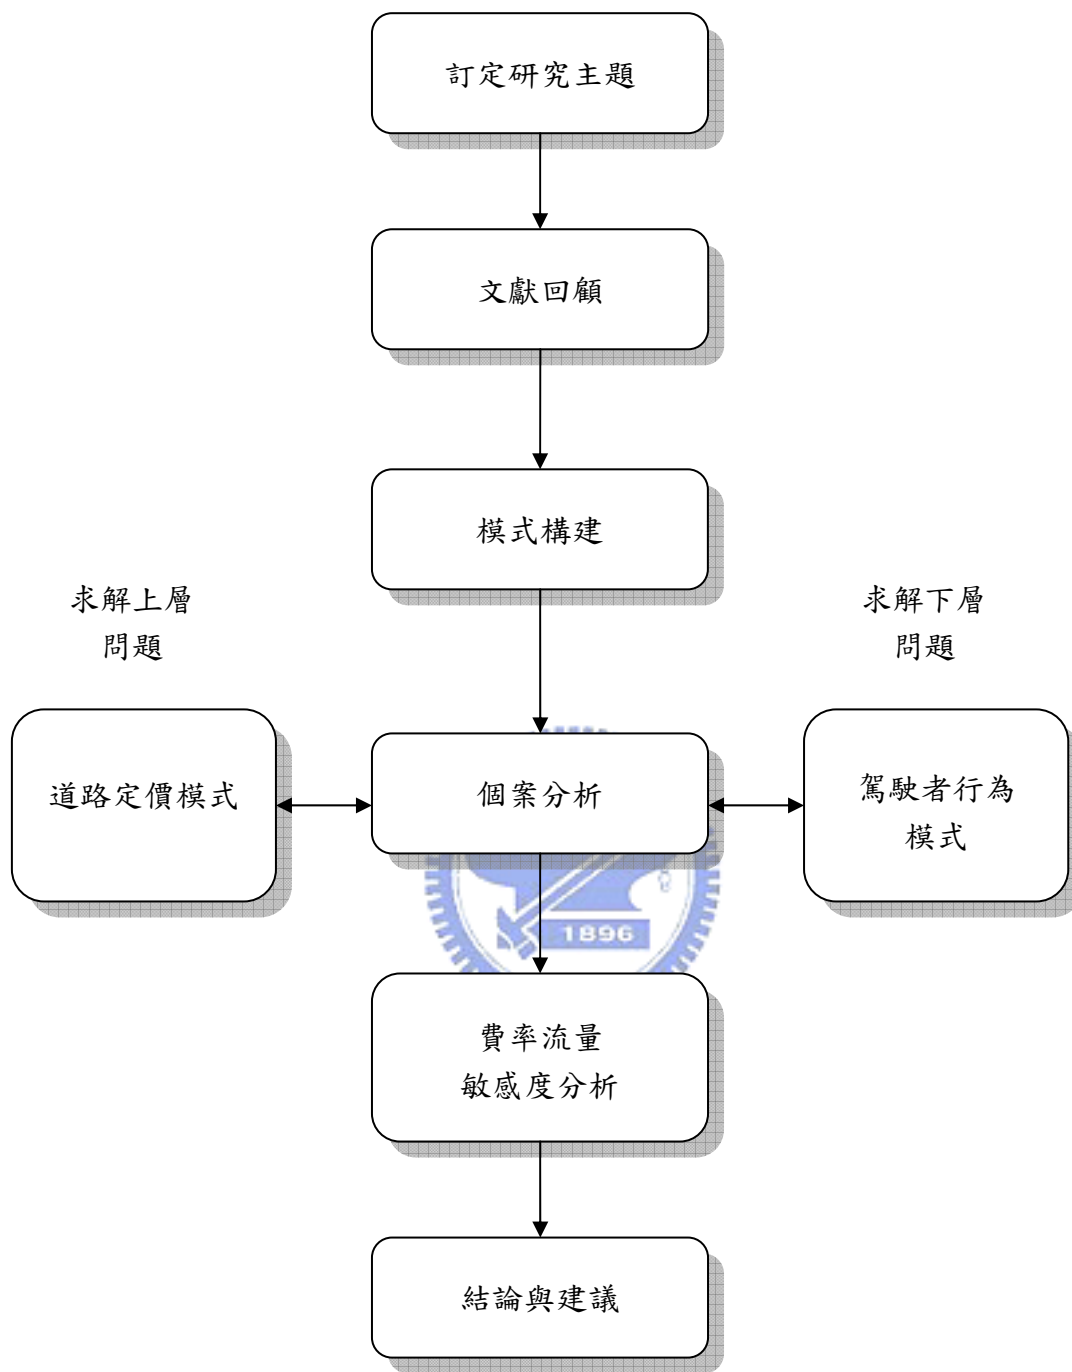 訂定研究主題
文獻回顧
模式構建
求解上層
問題
求解下層
問題
道路定價模式
個案分析
駕駛者行為
模式
1896
費率流量
敏感度分析
結論與建議